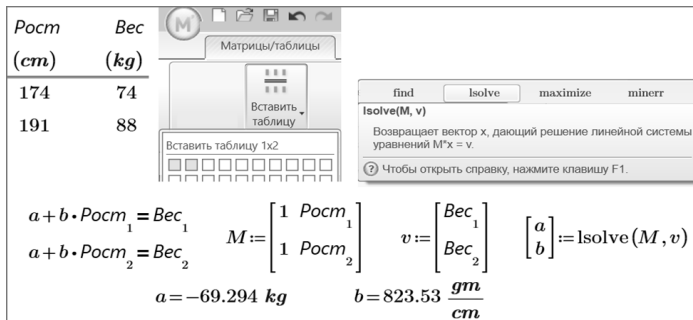 Рост Вес
(cm) (kg)
174 74
191 88
Матрицы/таблицы
Вставить
таблицу
Вставить таблицу 1x2
find lsolve maximize minerr
lsolve(M, v)
Возвращает вектор x, дающий решение линейной системы
уравнений M*x = v.
Чтобы открыть справку, нажмите клавишу F1.
a+b·Рост₁=Вес₁
a+b·Рост₂=Вес₂
M:=[1 Рост₁
1 Рост₂]
v:=[Вес₁
Вес₂]
[a
b]:=lsolve(M,v)
a=−69.294 kg b=823.53 gm/cm